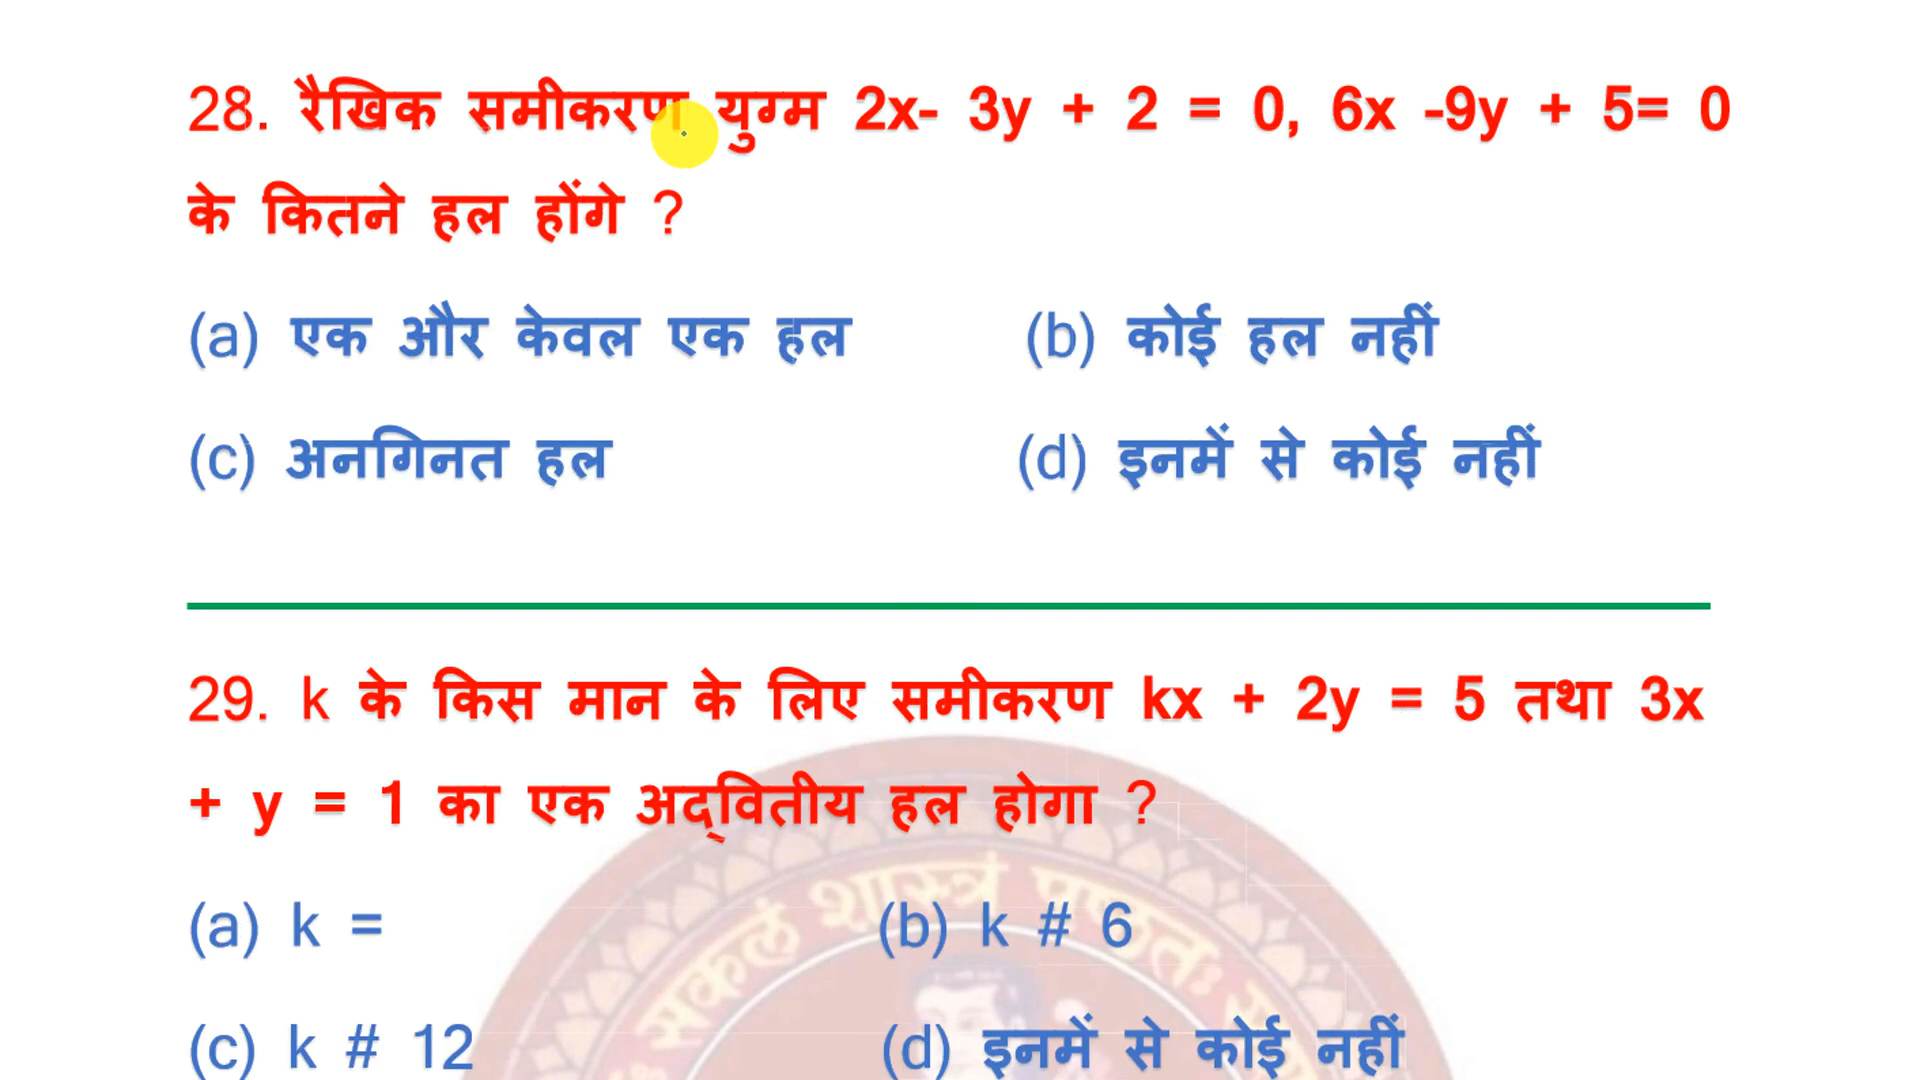 28. रैखिक समीकरण युग्म 2x- 3y + 2 = 0, 6x -9y + 5= 0
के कितने हल होंगे ?
(a) एक और केवल एक हल (b) कोई हल नहीं
(c) अनगिनत हल (d) इनमें से कोई नहीं
29. k के किस मान के लिए समीकरण kx + 2y = 5 तथा 3x
+ y = 1 का एक अद्वितीय हल होगा ?
सकलं शास्त्रं
(a) k = (b) k # 6
(c) k # 12 (d) इनमें से कोई नहीं